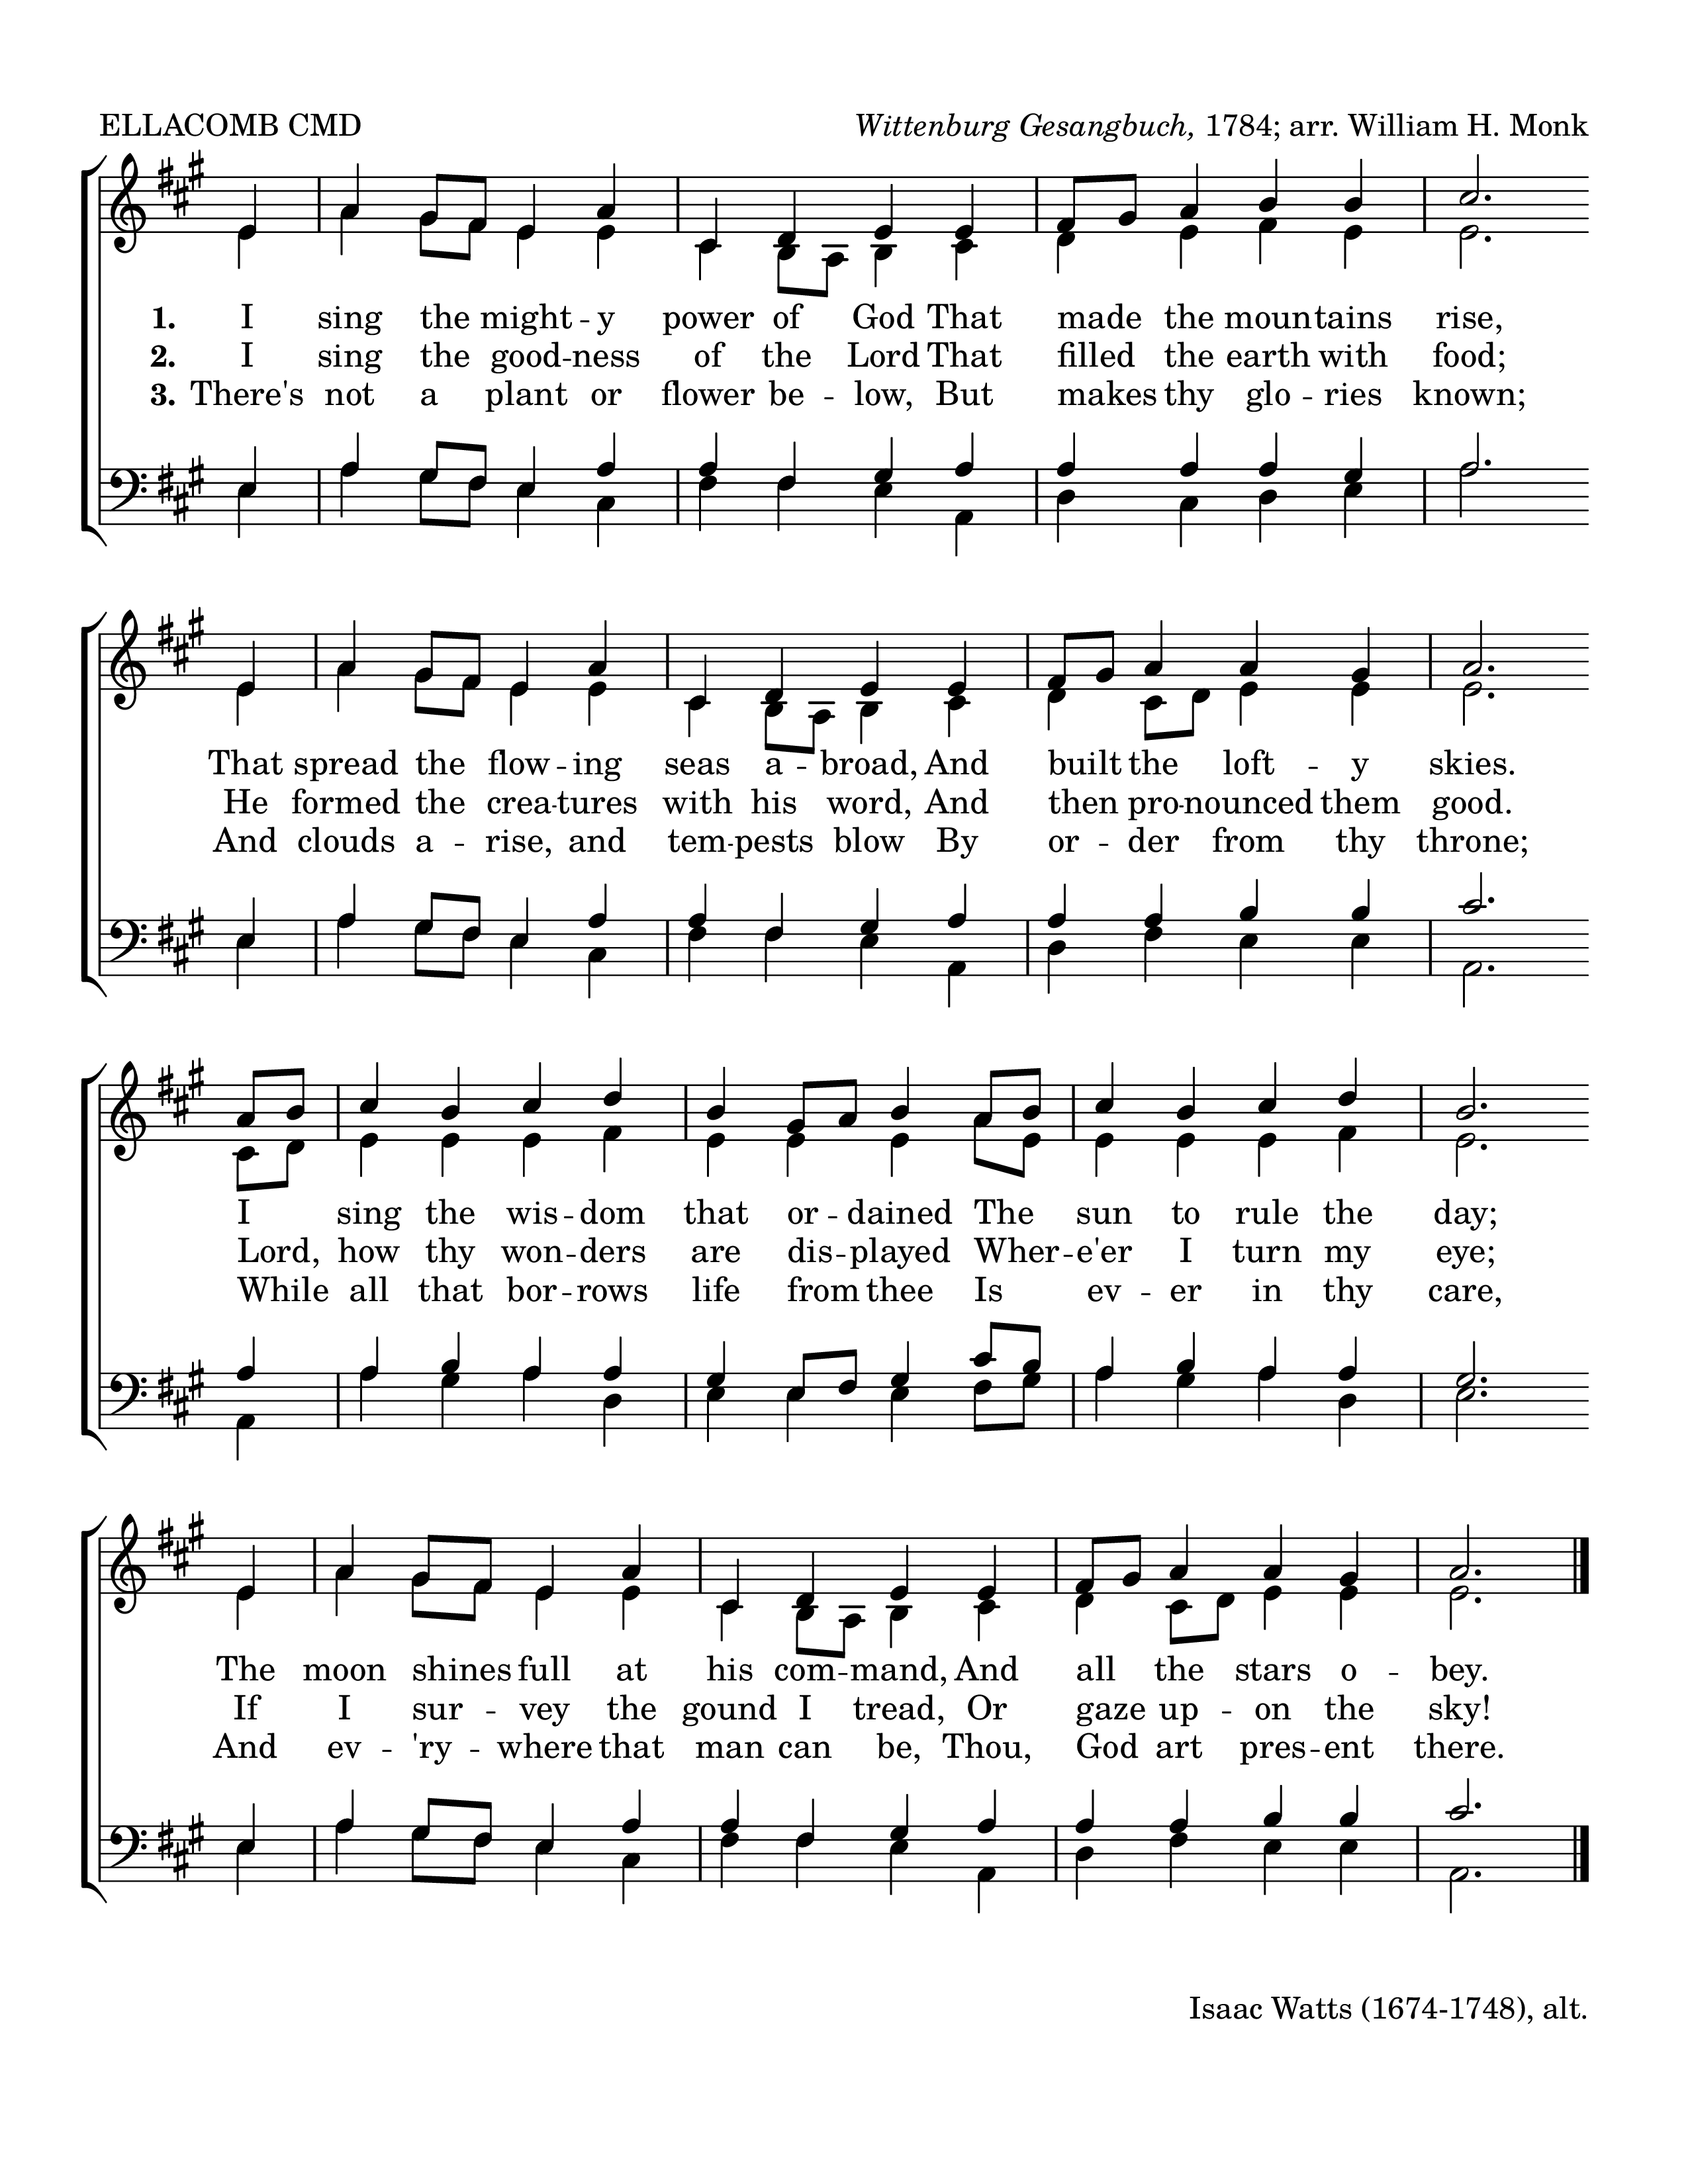 ELLACOMB CMD
Wittenburg Gesangbuch, 1784; arr. William H. Monk
1. I sing the might -- y power of God That made the mountains rise,
2. I sing the good -- ness of the Lord That filled the earth with food;
3. There's not a plant or flower be -- low, But makes thy glo -- ries known;
That spread the flow -- ing seas a -- broad, And built the loft -- y skies.
He formed the crea -- tures with his word, And then pro -- nounced them good.
And clouds a -- rise, and tem -- pests blow By or -- der from thy throne;
I sing the wis -- dom that or -- dained The sun to rule the day;
Lord, how thy won -- ders are dis -- played Wher -- e'er I turn my eye;
While all that bor -- rows life from thee Is ev -- er in thy care,
The moon shines full at his com -- mand, And all the stars o -- bey.
If I sur -- vey the gound I tread, Or gaze up -- on the sky!
And ev -- 'ry -- where that man can be, Thou, God art pres -- ent there.
Isaac Watts (1674-1748), alt.